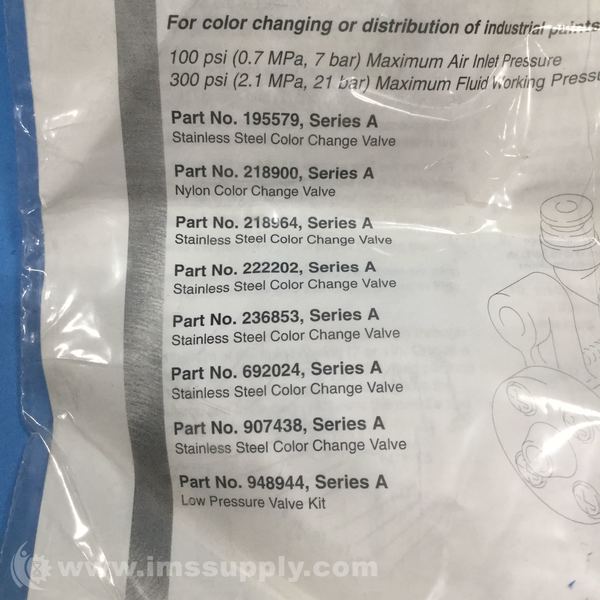 For color changing or distribution of industrial paints
100 psi (0.7 MPa, 7 bar) Maximum Air Inlet Pressure
300 psi (2.1 MPa, 21 bar) Maximum Fluid Working Press
Part No. 195579, Series A
Stainless Steel Color Change Valve
Part No. 218900, Series A
Nylon Color Change Valve
Part No. 218964, Series A
Stainless Steel Color Change Valve
Part No. 222202, Series A
Stainless Steel Color Change Valve
Part No. 236853, Series A
Stainless Steel Color Change Valve
Part No. 692024, Series A
Stainless Steel Color Change Valve
Part No. 907438, Series A
Stainless Steel Color Change Valve
Part No. 948944, Series A
Low Pressure Valve Kit
www.imssupply.com